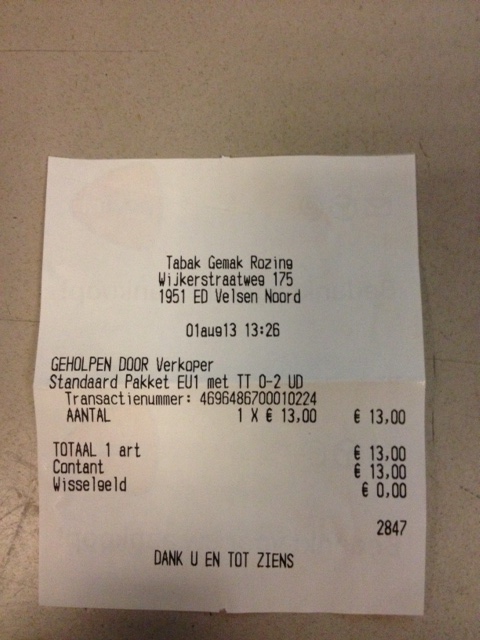 Tabak Gemak Rozing
Wijkerstraatweg 175
1951 ED Velsen Noord
01aug13 13:26
GEHOLPEN DOOR Verkoper
Standaard Pakket EU1 met TT 0-2 UD
Transactienummer: 4696486700010224
AANTAL 1 X € 13,00 € 13,00
TOTAAL 1 art € 13,00
Contant € 13,00
Wisselgeld € 0,00
2847
DANK U EN TOT ZIENS